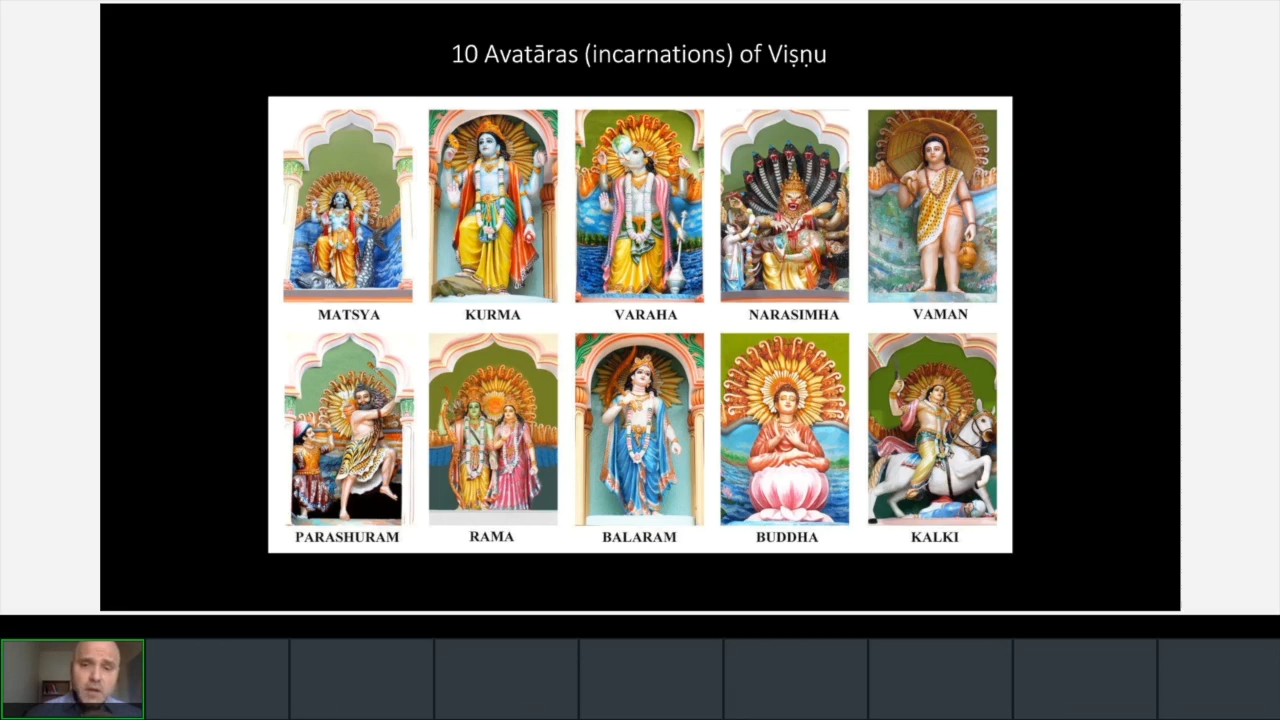 10 Avatāras (incarnations) of Viṣṇu
MATSYA KURMA VARAHA NARASIMHA VAMAN
PARASHURAM RAMA BALARAM BUDDHA KALKI